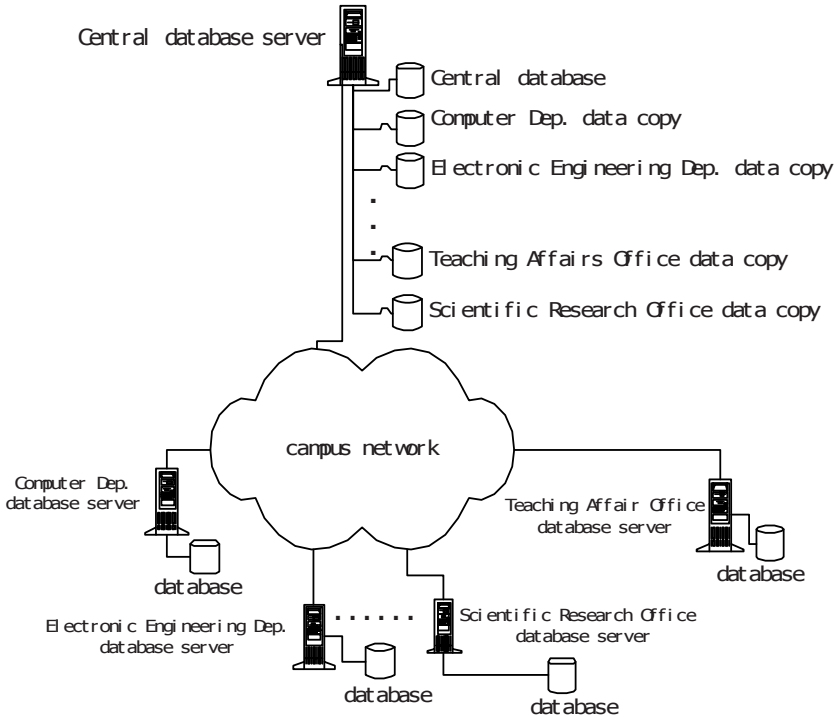 Central database server
Central database
Computer Dep. data copy
Electronic Engineering Dep. data copy
Teaching Affairs Office data copy
Scientific Research Office data copy
campus network
Computer Dep.
database server
database
Teaching Affair Office
database server
database
Electronic Engineering Dep.
database server
database
Scientific Research Office
database server
database